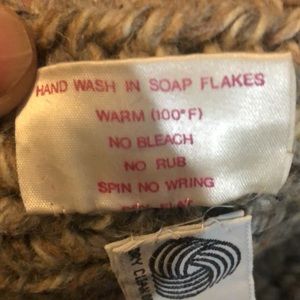 HAND WASH IN SOAP FLAKES
WARM (100°F)
NO BLEACH
NO RUB
SPIN NO WRING